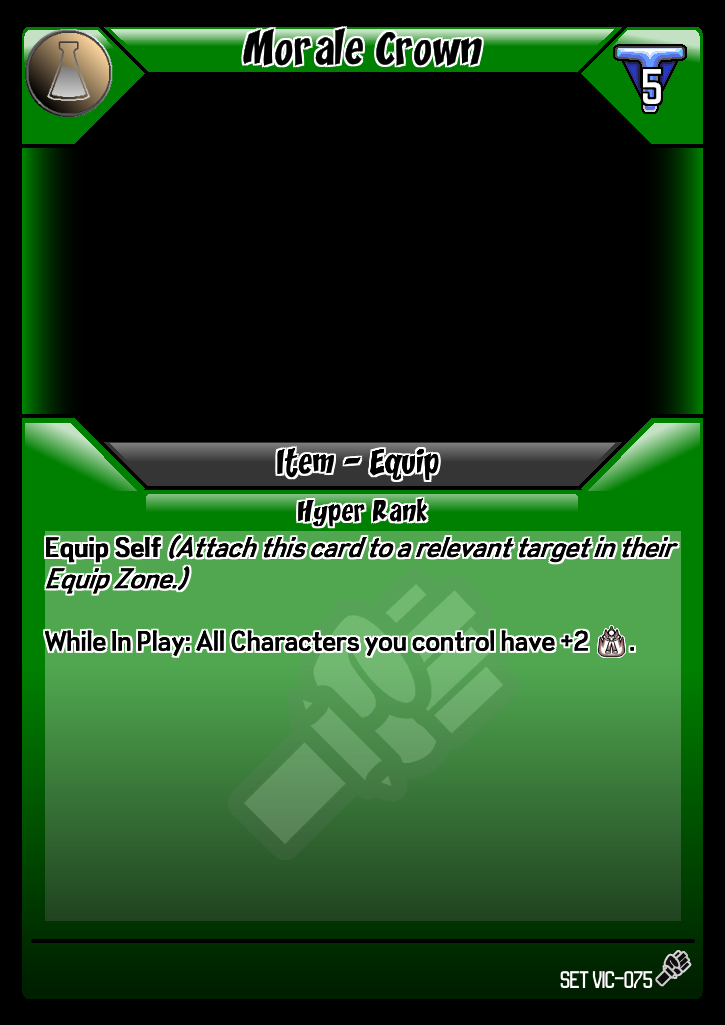 Morale Crown
5
Item - Equip
Hyper Rank
Equip Self (Attach this card to a relevant target in their
Equip Zone.)
While In Play: All Characters you control have +2 .
SET VIC-075